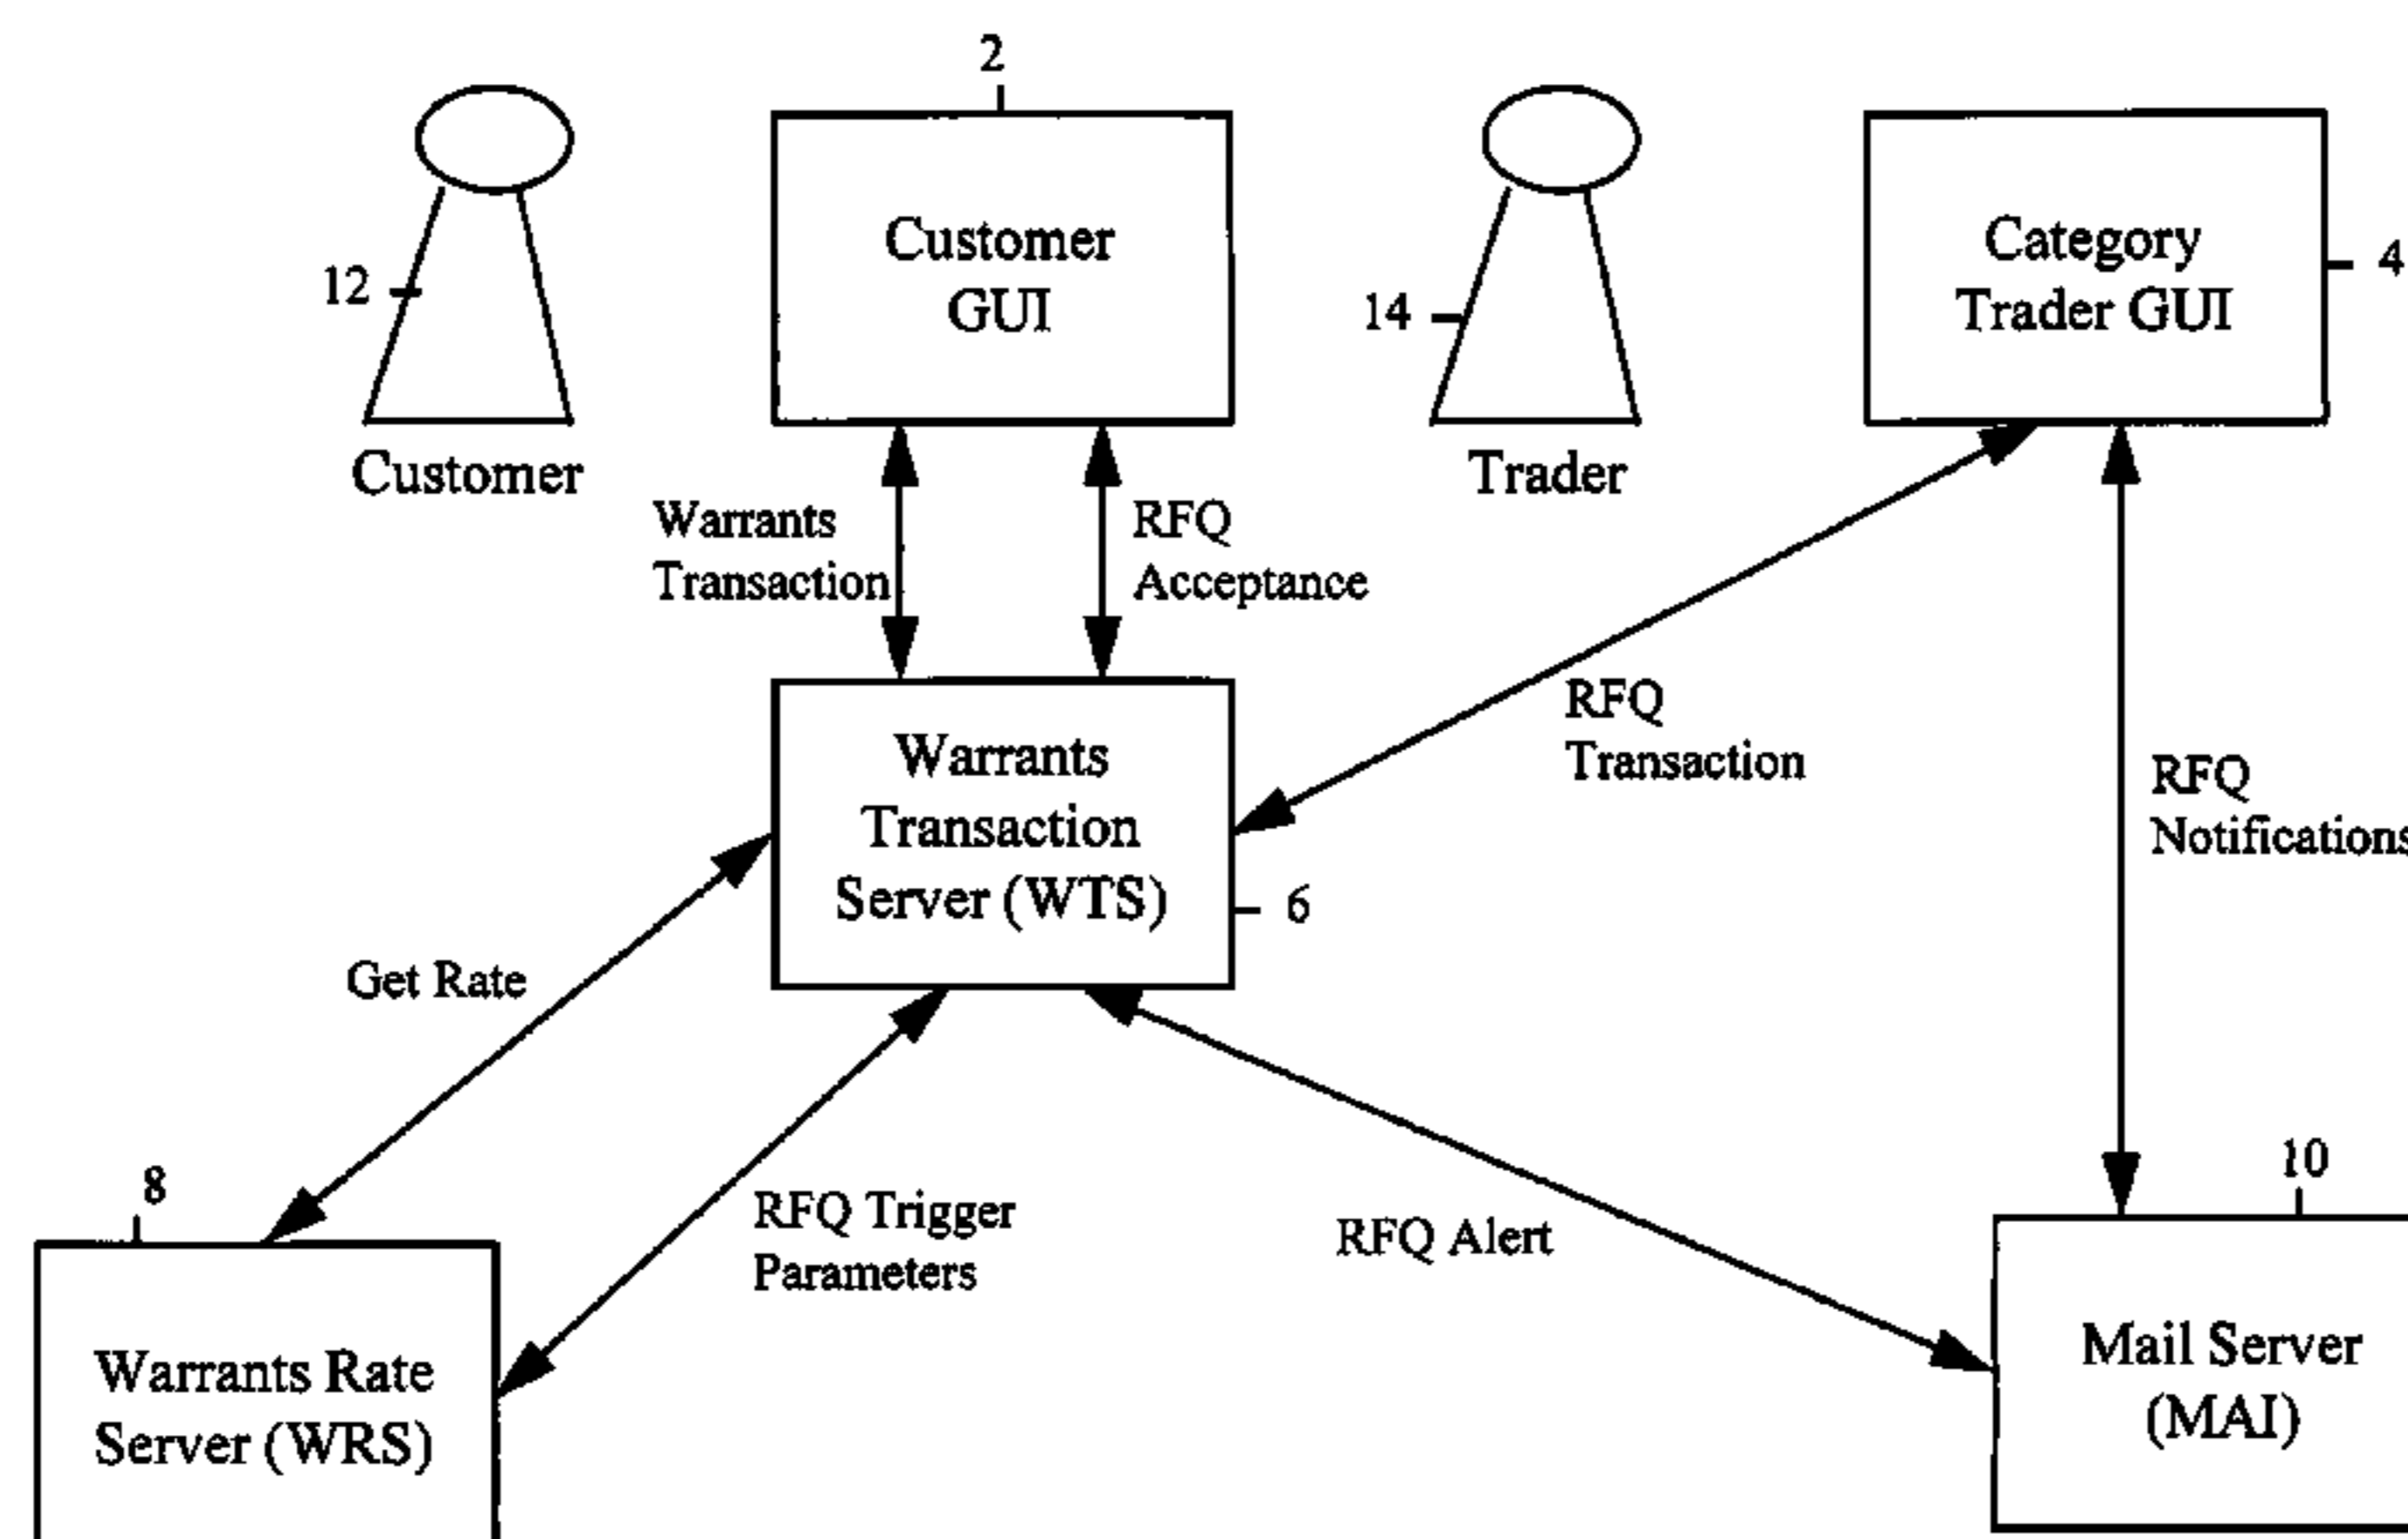 2
Customer
GUI
Category
Trader GUI
4
12
14
Customer
Trader
Warrants
Transaction
RFQ
Acceptance
RFQ
Transaction
RFQ
Notifications
Warrants
Transaction
Server (WTS)
6
Get Rate
8
RFQ Trigger
Parameters
RFQ Alert
10
Warrants Rate
Server (WRS)
Mail Server
(MAI)